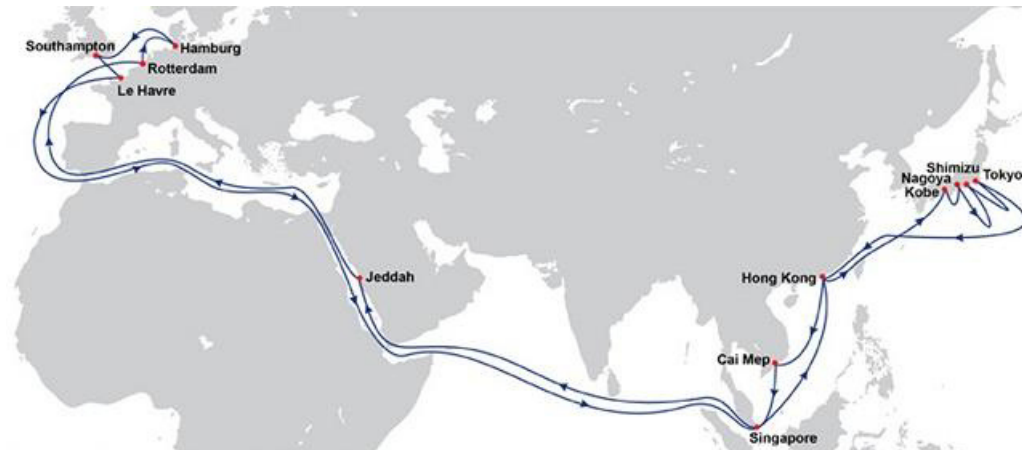 Southampton
Hamburg
Rotterdam
Le Havre
Shimizu
Nagoya
Tokyo
Kobe
Jeddah
Hong Kong
Cai Mep
Singapore